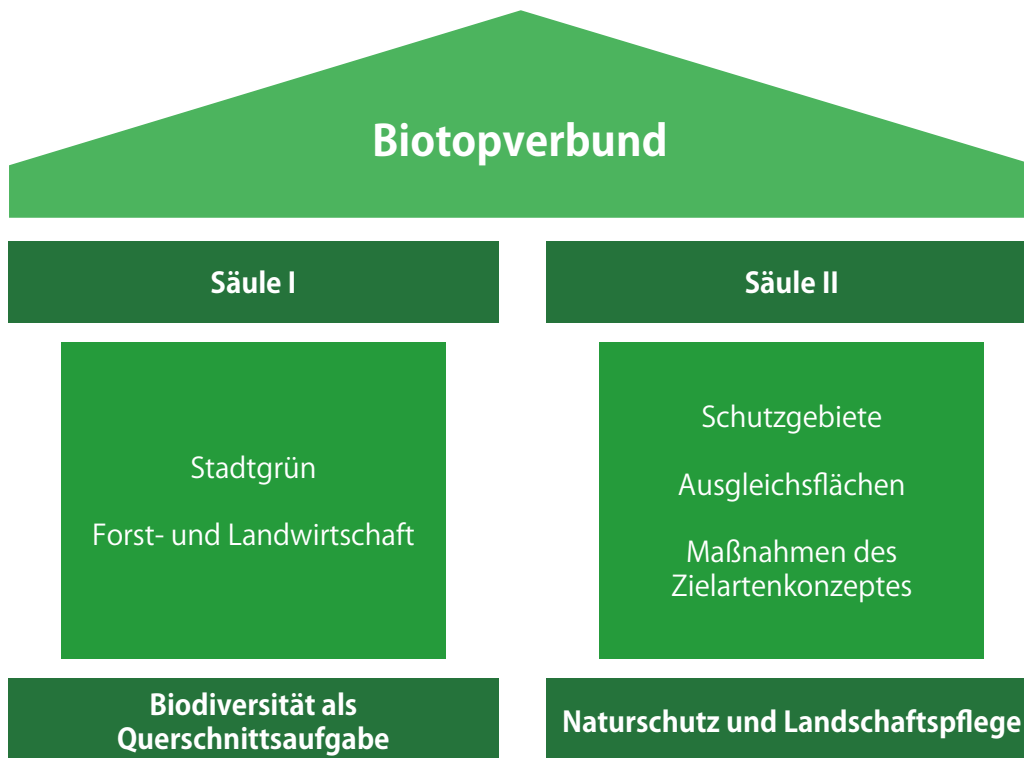 Biotopverbund
Säule I
Stadtgrün
Forst- und Landwirtschaft
Biodiversität als
Querschnittsaufgabe
Säule II
Schutzgebiete
Ausgleichsflächen
Maßnahmen des
Zielartenkonzeptes
Naturschutz und Landschaftspflege